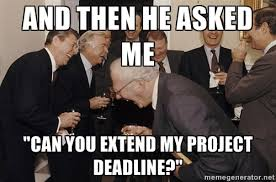 AND THEN HE ASKED
ME
"CAN YOU EXTEND MY PROJECT
DEADLINE?"
memegenerator.net